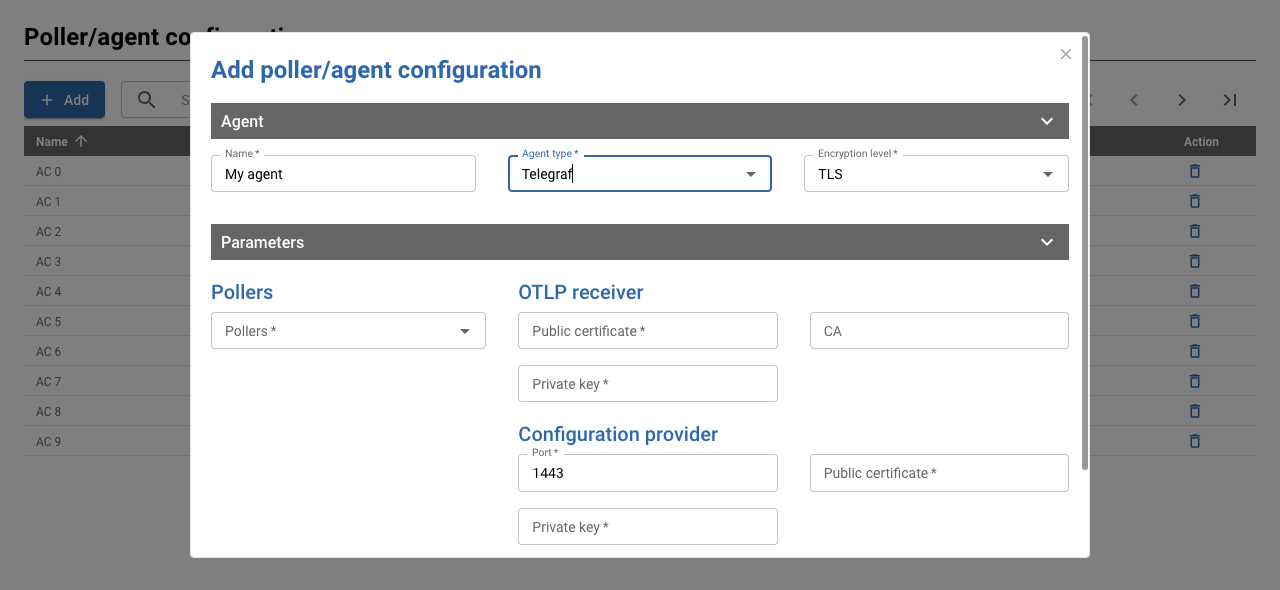 Poller/agent co
Add poller/agent configuration
Add
S
Agent
Name
Action
Name *
Agent type *
Encryption level *
My agent
Telegraf
TLS
AC 0
AC 1
AC 2
AC 3
AC 4
AC 5
AC 6
AC 7
AC 8
AC 9
Parameters
Pollers
OTLP receiver
Pollers *
Public certificate *
CA
Private key *
Configuration provider
Port *
1443
Public certificate *
Private key *